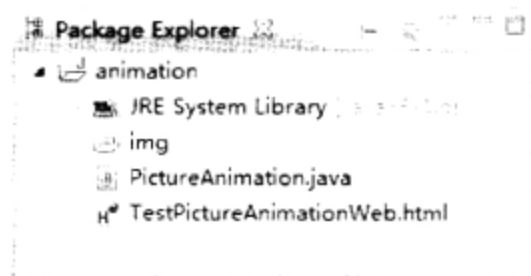 Package Explorer
animation
JRE System Library
img
PictureAnimation.java
TestPictureAnimationWeb.html